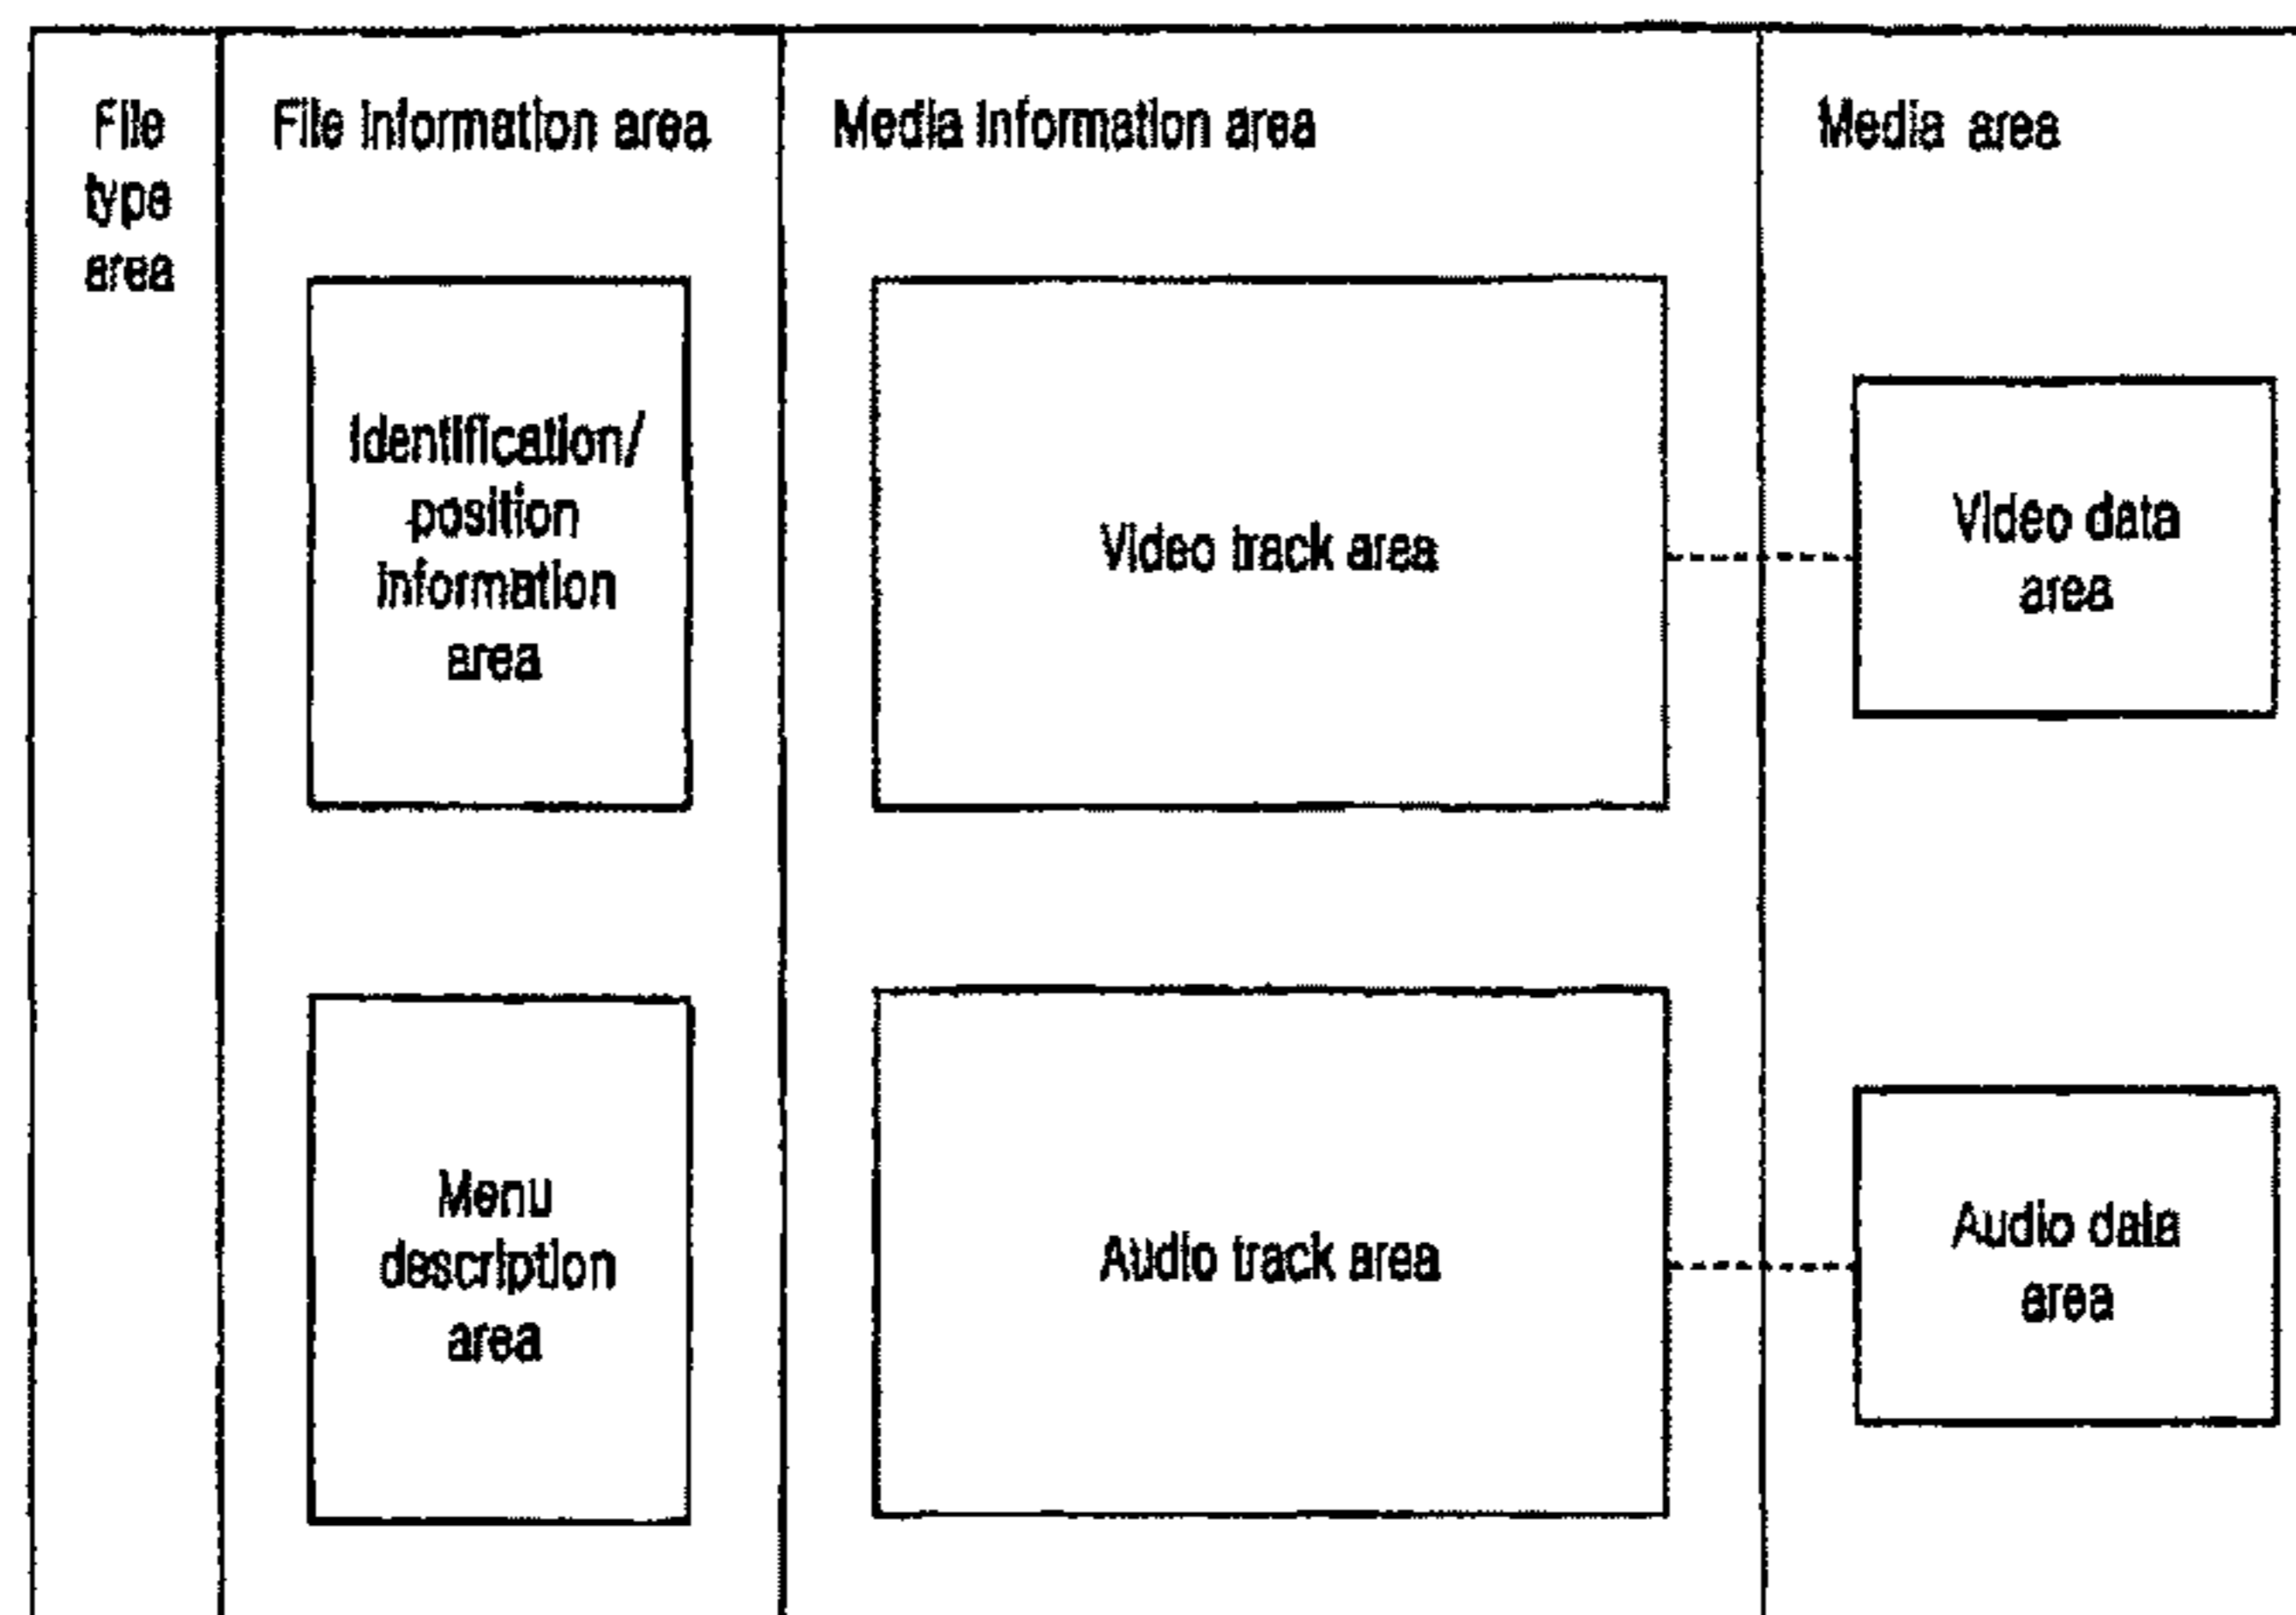 File
type
area
File information area
Identification/
position
information
area
Menu
description
area
Media information area
Video track area
Audio track area
Media area
Video data
area
Audio data
area